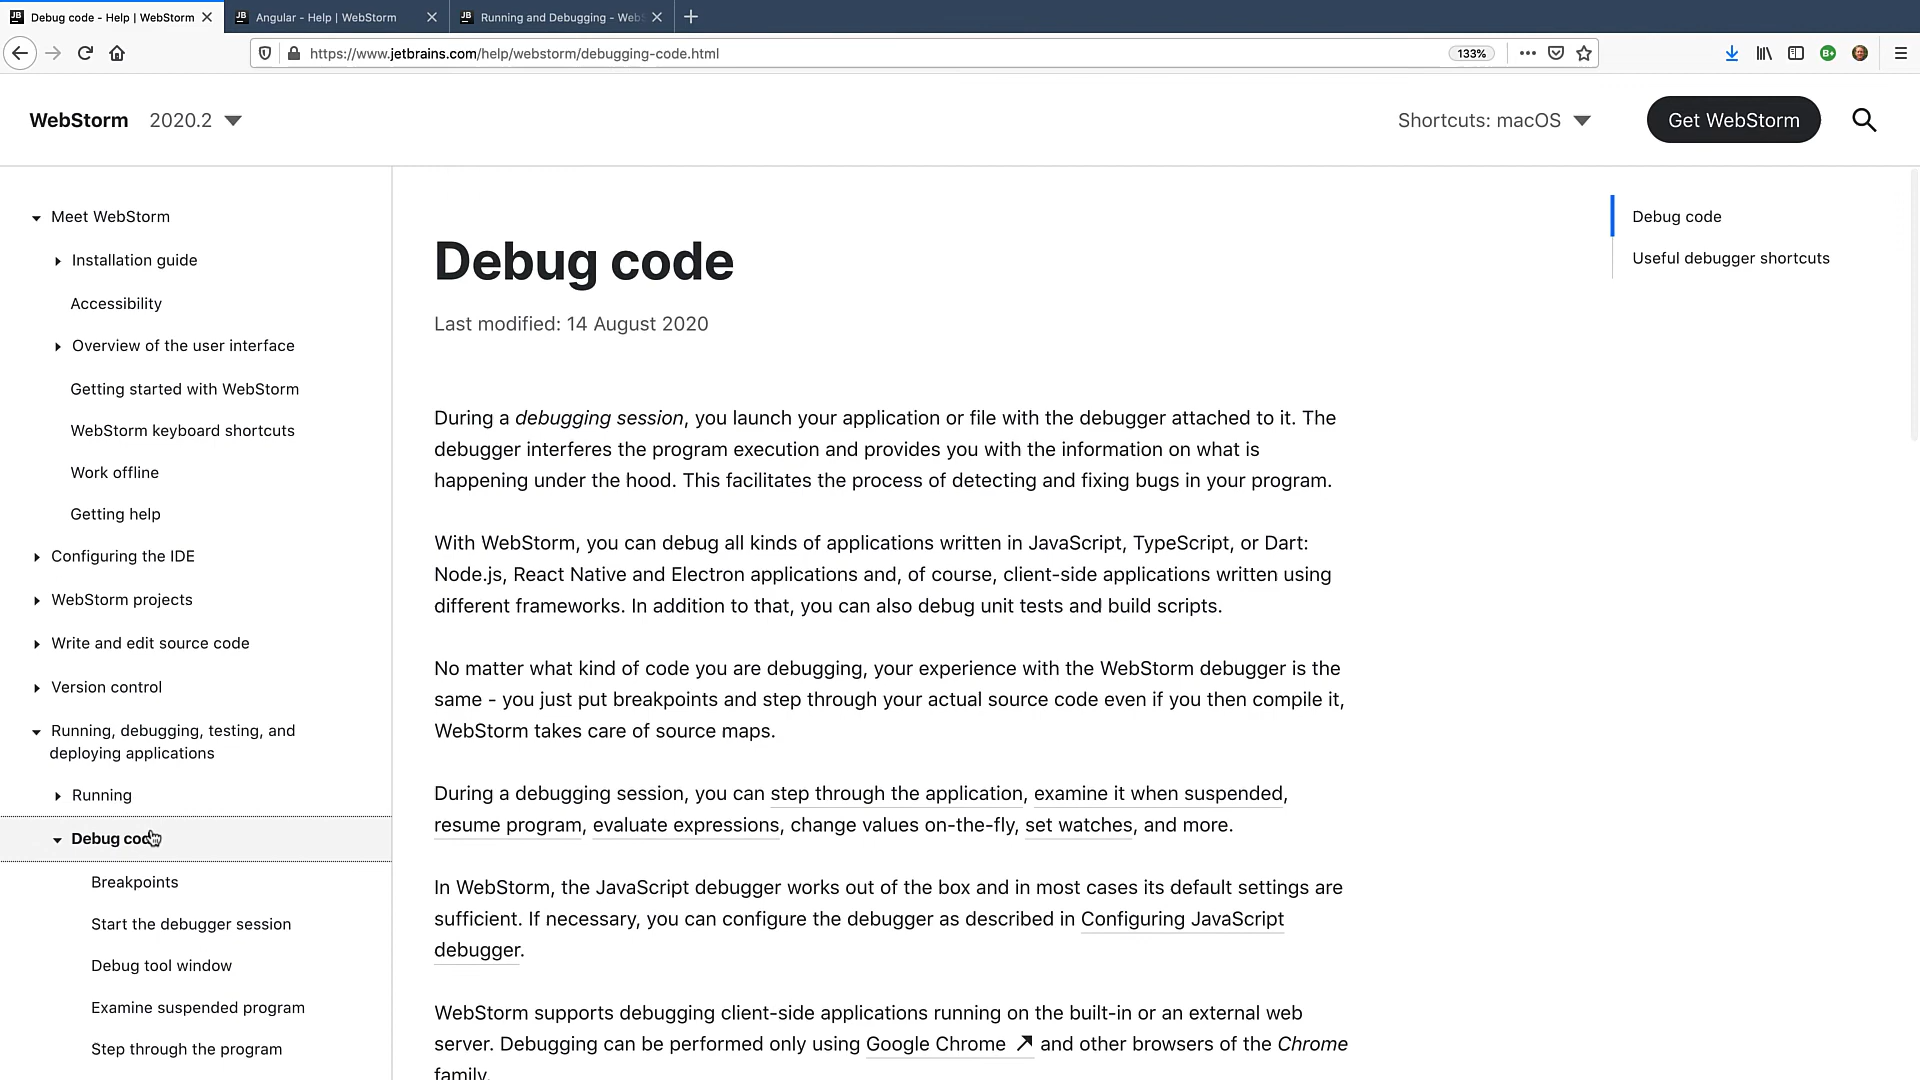 Debug code - Help | WebStorm
Angular - Help | WebStorm
Running and Debugging - Web
https://www.jetbrains.com/help/webstorm/debugging-code.html
133%
WebStorm 2020.2
Shortcuts: macOS
Get WebStorm
Meet WebStorm
Installation guide
Accessibility
Overview of the user interface
Getting started with WebStorm
WebStorm keyboard shortcuts
Work offline
Getting help
Configuring the IDE
WebStorm projects
Write and edit source code
Version control
Running, debugging, testing, and
deploying applications
Running
Debug code
Breakpoints
Start the debugger session
Debug tool window
Examine suspended program
Step through the program
Debug code
Last modified: 14 August 2020
During a debugging session, you launch your application or file with the debugger attached to it. The
debugger interferes the program execution and provides you with the information on what is
happening under the hood. This facilitates the process of detecting and fixing bugs in your program.
With WebStorm, you can debug all kinds of applications written in JavaScript, TypeScript, or Dart:
Node.js, React Native and Electron applications and, of course, client-side applications written using
different frameworks. In addition to that, you can also debug unit tests and build scripts.
No matter what kind of code you are debugging, your experience with the WebStorm debugger is the
same - you just put breakpoints and step through your actual source code even if you then compile it,
WebStorm takes care of source maps.
During a debugging session, you can step through the application, examine it when suspended,
resume program, evaluate expressions, change values on-the-fly, set watches, and more.
In WebStorm, the JavaScript debugger works out of the box and in most cases its default settings are
sufficient. If necessary, you can configure the debugger as described in Configuring JavaScript
debugger.
WebStorm supports debugging client-side applications running on the built-in or an external web
server. Debugging can be performed only using Google Chrome and other browsers of the Chrome
family.
Debug code
Useful debugger shortcuts